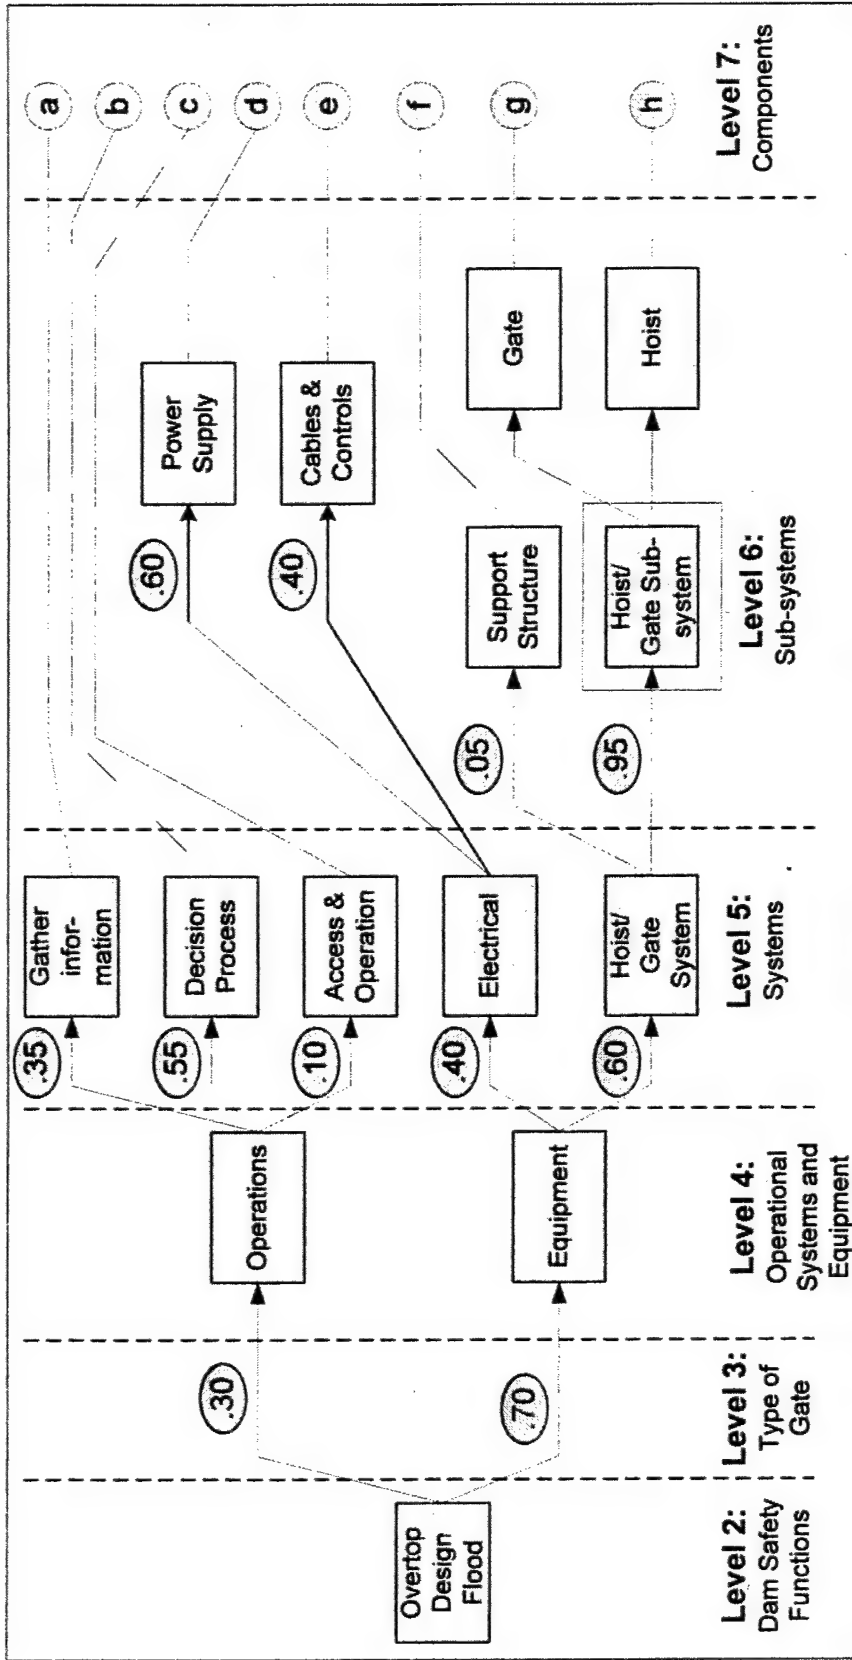 Overtop
Design
Flood
.30
.70
Operations
Equipment
.35
.55
.10
.40
.60
Gather
infor-
mation
Decision
Process
Access &
Operation
Electrical
Hoist/
Gate
System
.60
.40
.05
.95
Power
Supply
Cables &
Controls
Support
Structure
Hoist/
Gate Sub-
system
Gate
Hoist
a
b
c
d
e
f
g
h
Level 2:
Dam Safety
Functions
Level 3:
Type of
Gate
Level 4:
Operational
Systems and
Equipment
Level 5:
Systems
Level 6:
Sub-systems
Level 7:
Components